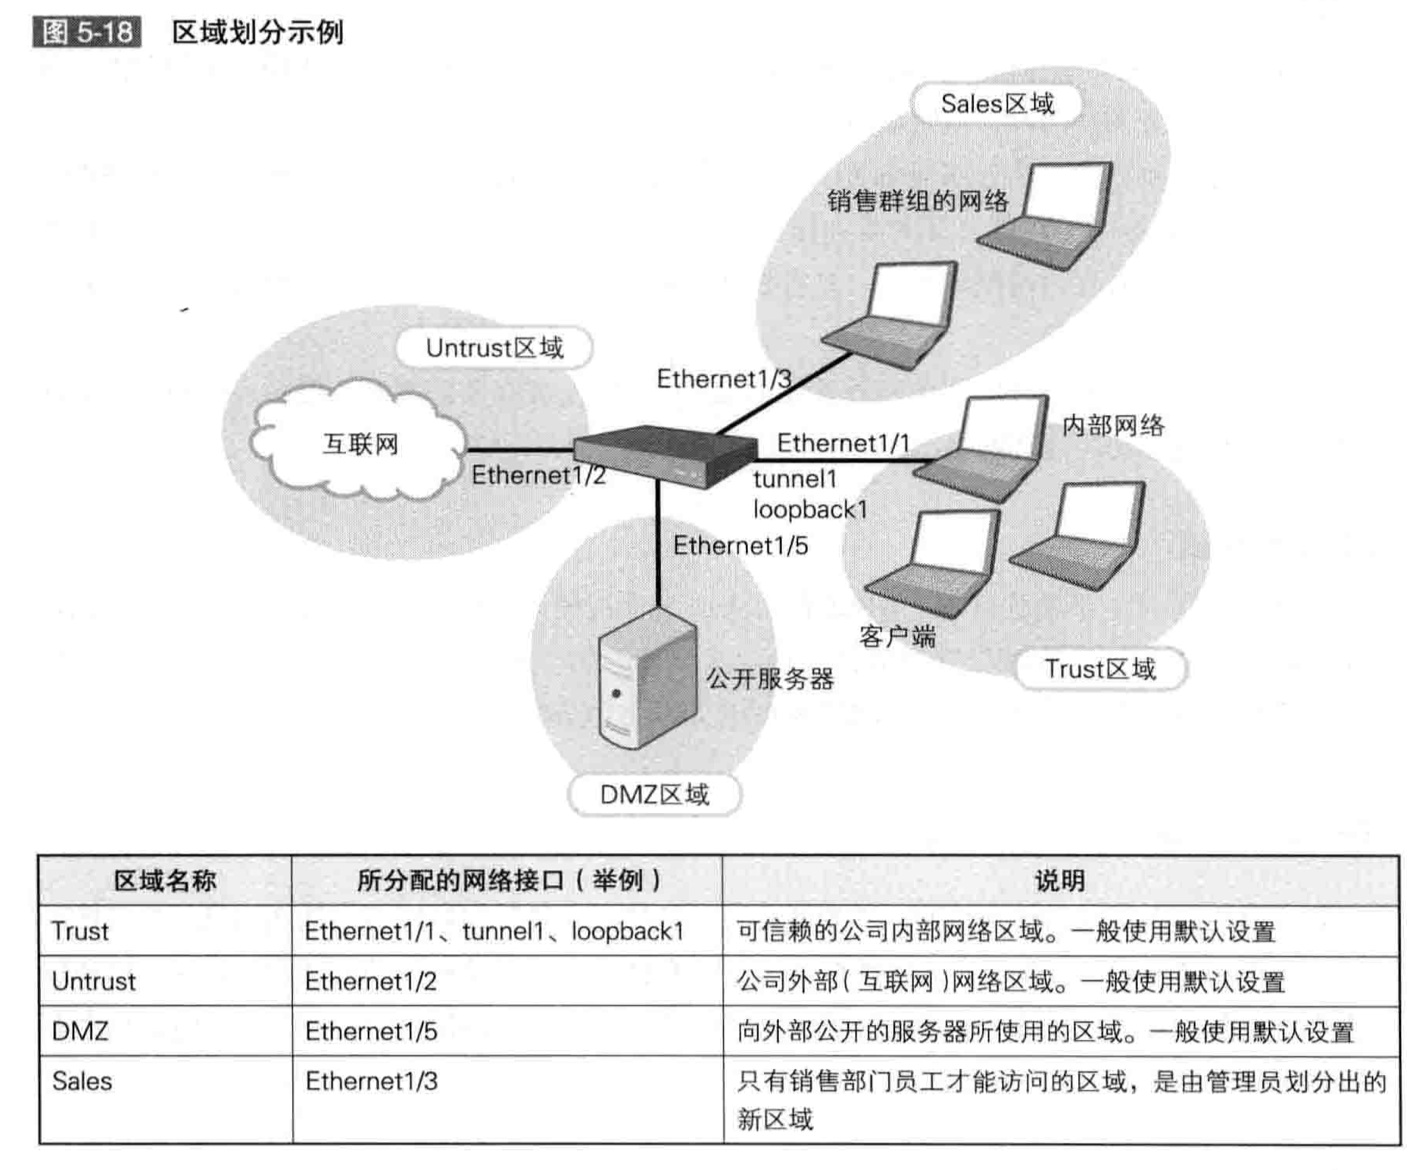 图 5-18 区域划分示例
Sales区域
销售群组的网络
Untrust区域
Ethernet1/3
内部网络
互联网
Ethernet1/1
Ethernet1/2
tunnel1
loopback1
Ethernet1/5
客户端
Trust区域
公开服务器
DMZ区域
区域名称 所分配的网络接口（举例） 说明
Trust Ethernet1/1、tunnel1、loopback1 可信赖的公司内部网络区域。一般使用默认设置
Untrust Ethernet1/2 公司外部（互联网）网络区域。一般使用默认设置
DMZ Ethernet1/5 向外部公开的服务器所使用的区域。一般使用默认设置
Sales Ethernet1/3 只有销售部门员工才能访问的区域，是由管理员划分出的
新区域